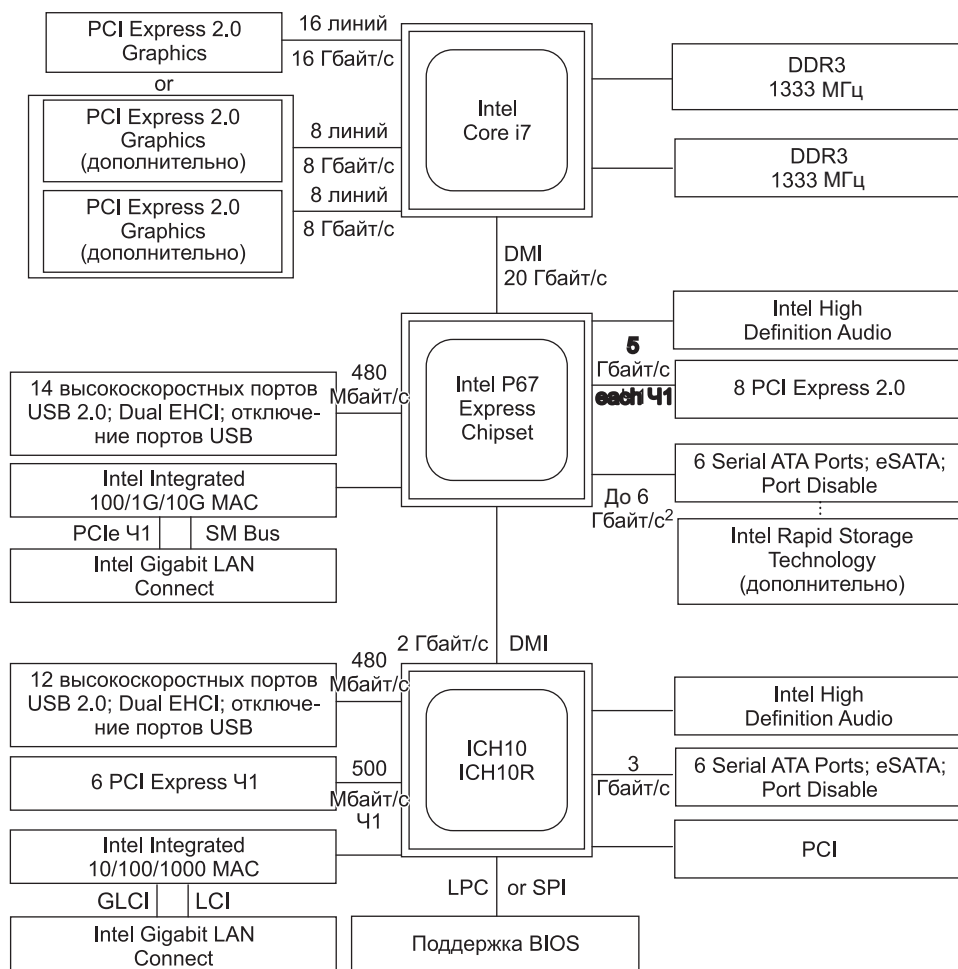 PCI Express 2.0
Graphics
16 линий
16 Гбайт/с
or
PCI Express 2.0
Graphics
(дополнительно)
8 линий
8 Гбайт/с
PCI Express 2.0
Graphics
(дополнительно)
8 линий
8 Гбайт/с
Intel
Core i7
DDR3
1333 МГц
DDR3
1333 МГц
DMI
20 Гбайт/с
Intel P67
Express
Chipset
Intel High
Definition Audio
5
Гбайт/с
each Ч1
8 PCI Express 2.0
6 Serial ATA Ports; eSATA;
Port Disable
До 6
Гбайт/с2
Intel Rapid Storage
Technology
(дополнительно)
480
Мбайт/с
14 высокоскоростных портов
USB 2.0; Dual EHCI; отключе-
ние портов USB
Intel Integrated
100/1G/10G MAC
PCIe Ч1
SM Bus
Intel Gigabit LAN
Connect
2 Гбайт/с
DMI
480
Мбайт/с
12 высокоскоростных портов
USB 2.0; Dual EHCI; отключе-
ние портов USB
6 PCI Express Ч1
500
Мбайт/с
Ч1
Intel Integrated
10/100/1000 MAC
GLCI
LCI
Intel Gigabit LAN
Connect
ICH10
ICH10R
Intel High
Definition Audio
3
Гбайт/с
6 Serial ATA Ports; eSATA;
Port Disable
PCI
LPC
or SPI
Поддержка BIOS